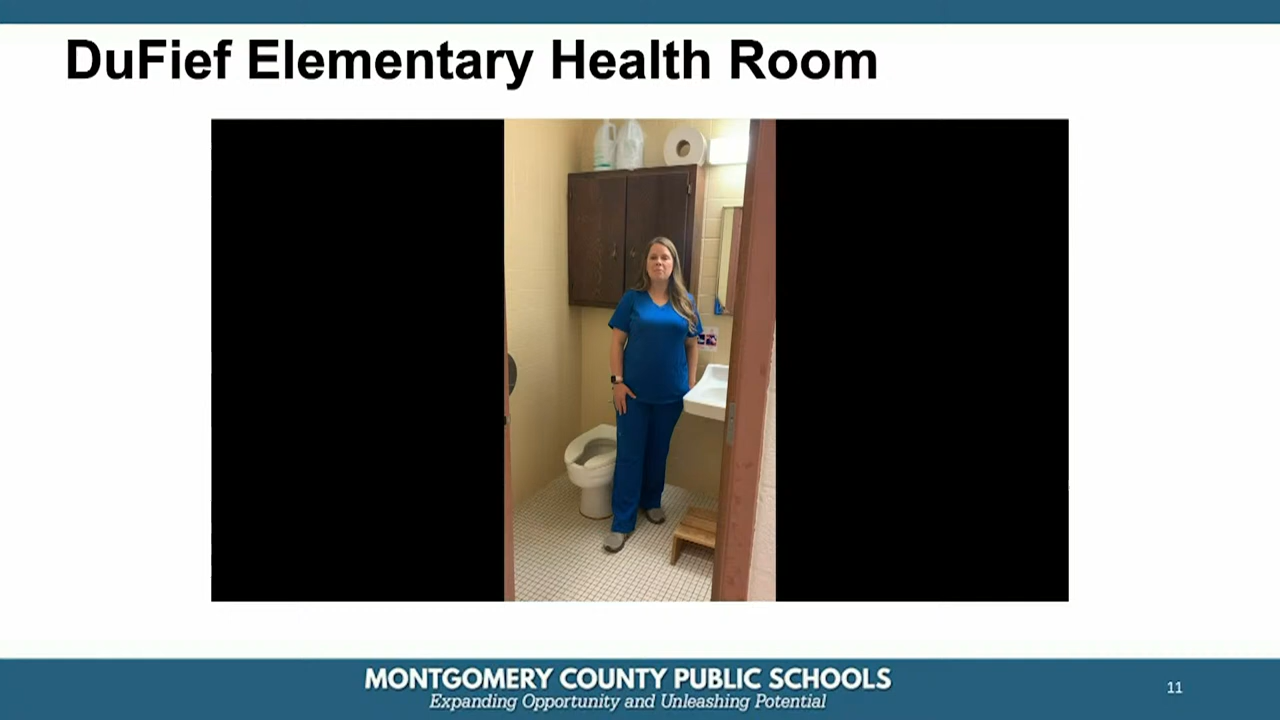 DuFief Elementary Health Room
MONTGOMERY COUNTY PUBLIC SCHOOLS
Expanding Opportunity and Unleashing Potential
11